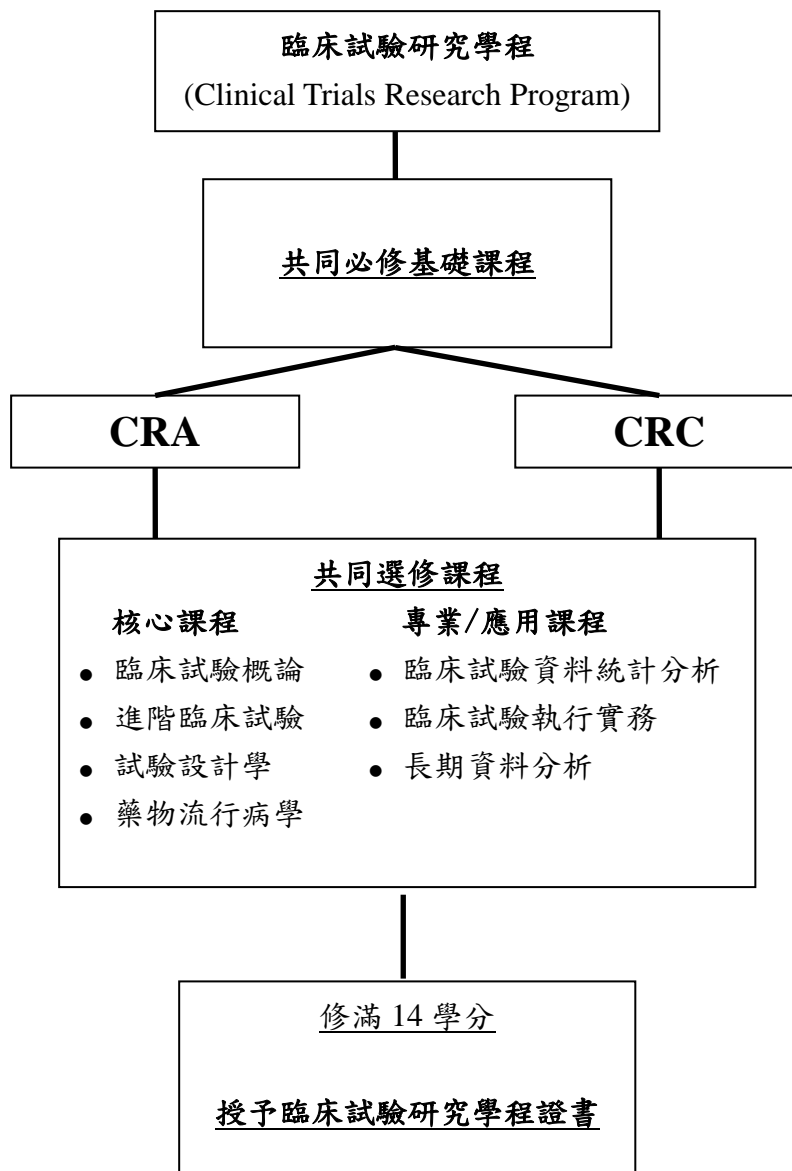 臨床試驗研究學程
(Clinical Trials Research Program)
共同必修基礎課程
CRA
CRC
共同選修課程
核心課程
● 臨床試驗概論
● 進階臨床試驗
● 試驗設計學
● 藥物流行病學
專業/應用課程
● 臨床試驗資料統計分析
● 臨床試驗執行實務
● 長期資料分析
修滿 14 學分
授予臨床試驗研究學程證書